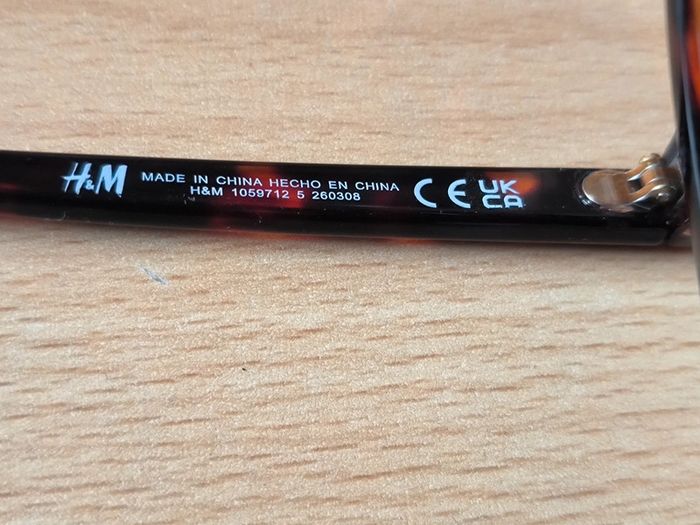 H&M
MADE IN CHINA HECHO EN CHINA
H&M 1059712 5 260308
CE
UK
CA